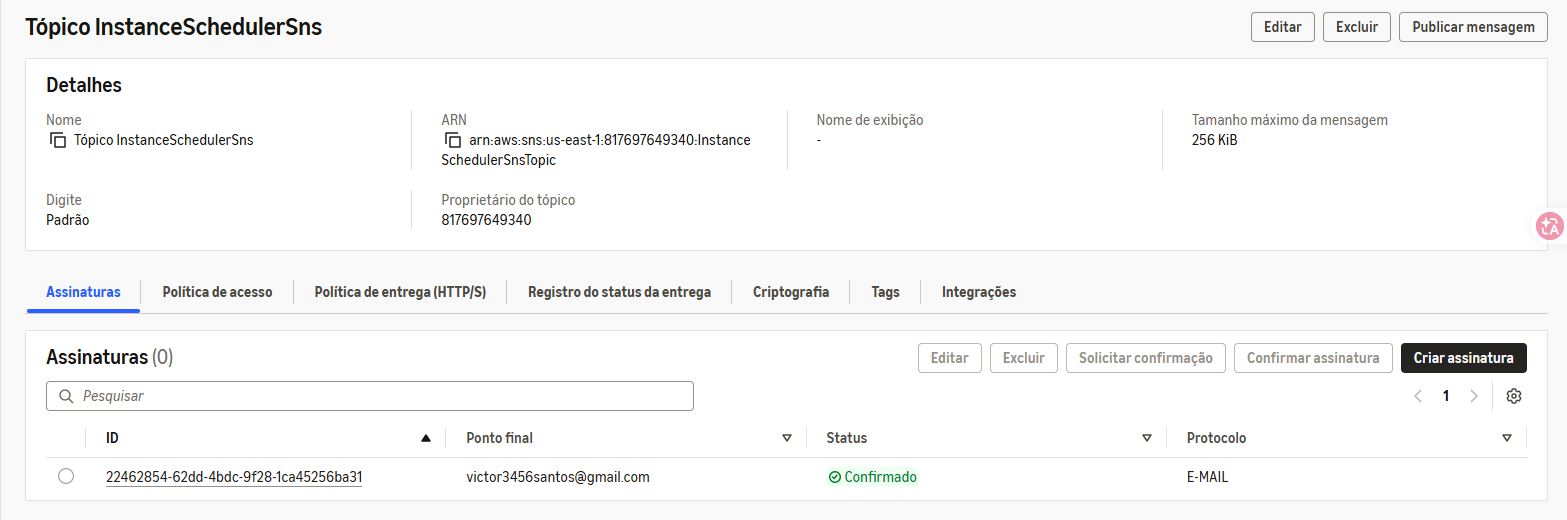 Tópico InstanceSchedulerSns
Editar
Excluir
Publicar mensagem
Detalhes
Nome
Tópico InstanceSchedulerSns
ARN
arn:aws:sns:us-east-1:817697649340:Instance
SchedulerSnsTopic
Nome de exibição
-
Tamanho máximo da mensagem
256 KiB
Digite
Padrão
Proprietário do tópico
817697649340
Assinaturas
Política de acesso
Política de entrega (HTTP/S)
Registro do status da entrega
Criptografia
Tags
Integrações
Assinaturas (0)
Editar
Excluir
Solicitar confirmação
Confirmar assinatura
Criar assinatura
Pesquisar
1
ID
Ponto final
Status
Protocolo
22462854-62dd-4bdc-9f28-1ca45256ba31
victor3456santos@gmail.com
Confirmado
E-MAIL